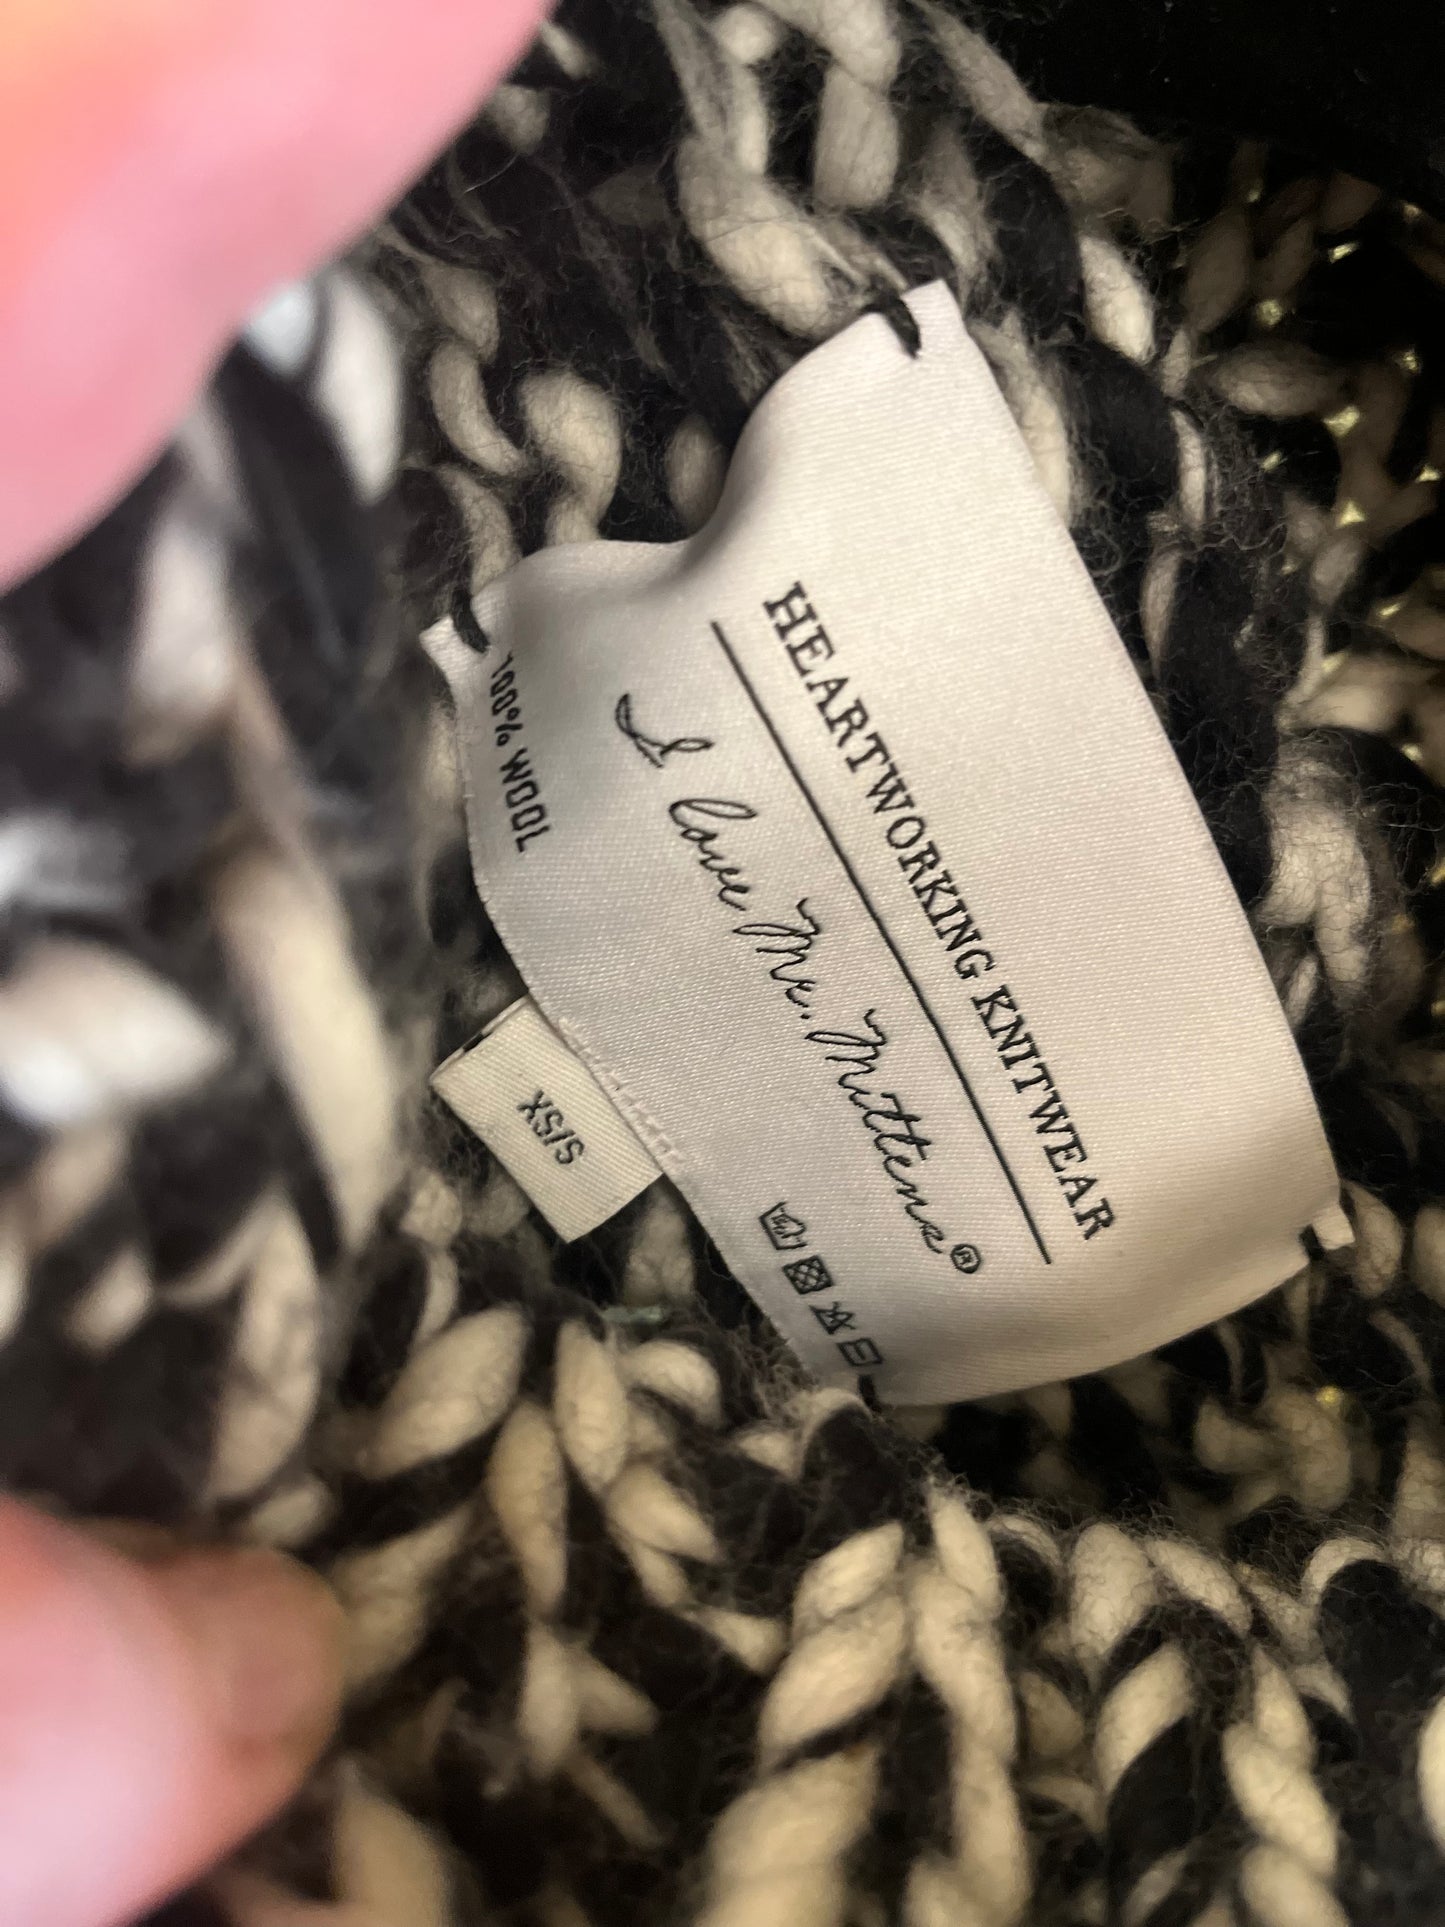 HEARTWORKING KNITWEAR
I love Mr. Mittens®
100% WOOL
XS/S